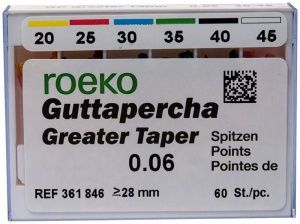 20 25 30 35 40 45
roeko
Guttapercha
Greater Taper
0.06
Spitzen
Points
Pointes de
REF 361 846 ≥28 mm 60 St./pc.